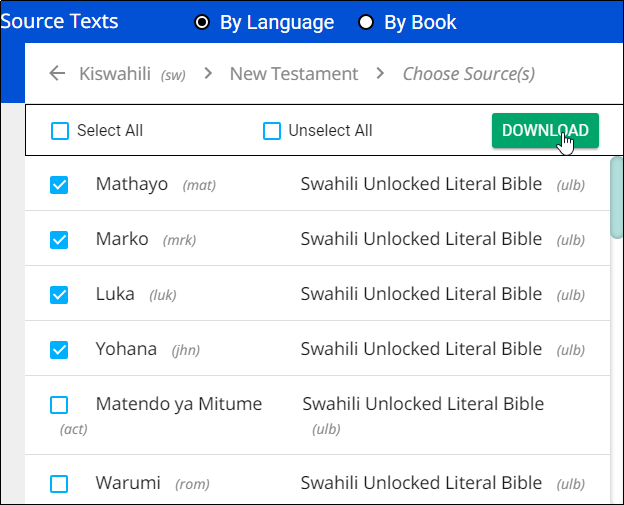 Source Texts By Language By Book
Kiswahili (sw) New Testament Choose Source(s)
Select All Unselect All DOWNLOAD
Mathayo (mat) Swahili Unlocked Literal Bible (ulb)
Marko (mrk) Swahili Unlocked Literal Bible (ulb)
Luka (luk) Swahili Unlocked Literal Bible (ulb)
Yohana (jhn) Swahili Unlocked Literal Bible (ulb)
Matendo ya Mitume Swahili Unlocked Literal Bible
(act) (ulb)
Warumi (rom) Swahili Unlocked Literal Bible (ulb)